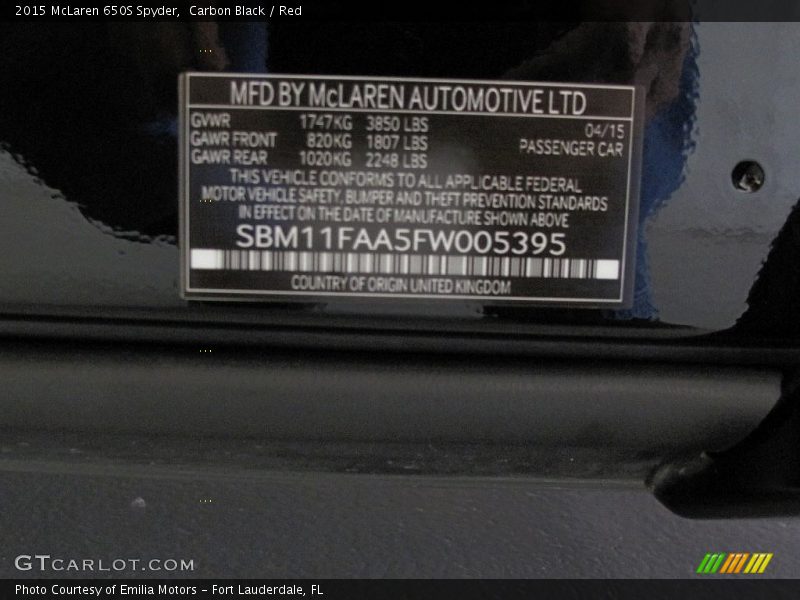 2015 McLaren 650S Spyder,  Carbon Black / Red
MFD BY McLAREN AUTOMOTIVE LTD
GVWR 1747KG 3850 LBS 04/15
GAWR FRONT 820KG 1807 LBS PASSENGER CAR
GAWR REAR 1020KG 2248 LBS
THIS VEHICLE CONFORMS TO ALL APPLICABLE FEDERAL
MOTOR VEHICLE SAFETY, BUMPER AND THEFT PREVENTION STANDARDS
IN EFFECT ON THE DATE OF MANUFACTURE SHOWN ABOVE
SBM11FAA5FW005395
COUNTRY OF ORIGIN UNITED KINGDOM
GTCARLOT.COM
Photo Courtesy of Emilia Motors – Fort Lauderdale, FL